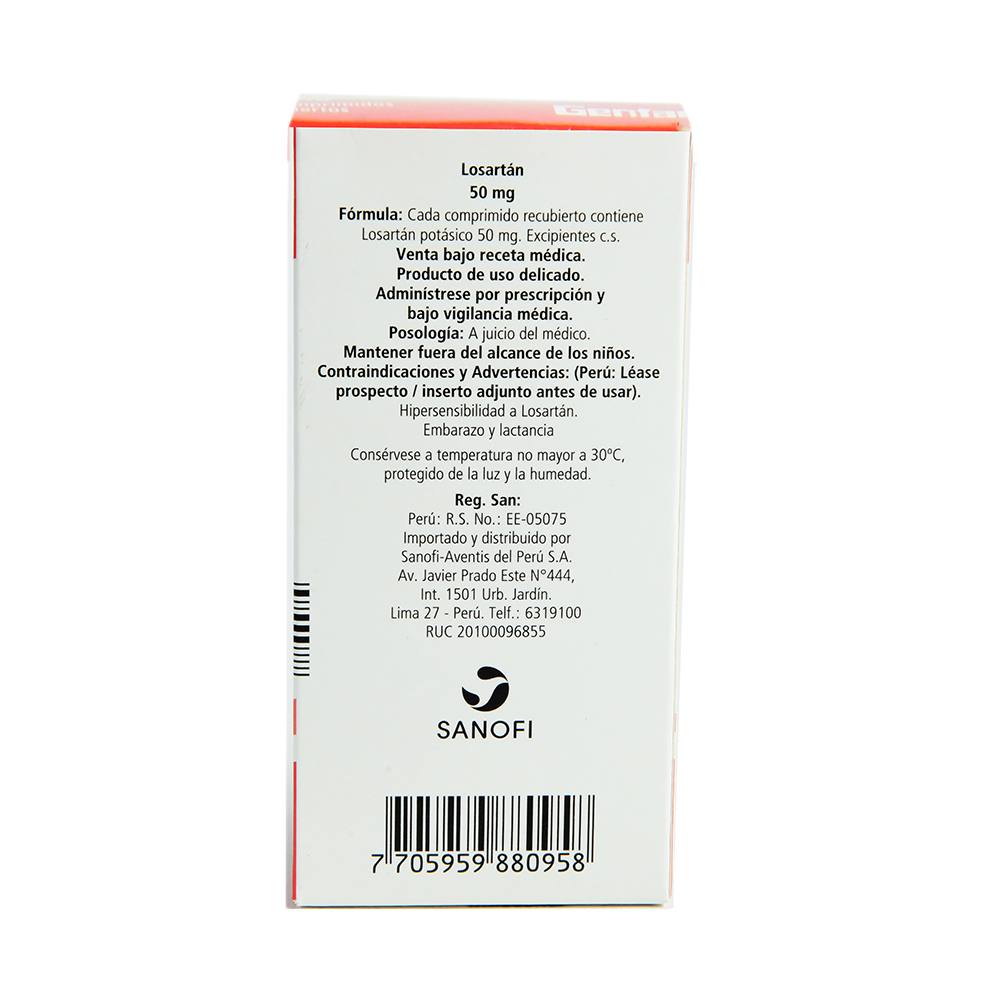 Losartán
50 mg
Fórmula: Cada comprimido recubierto contiene
Losartán potásico 50 mg. Excipientes c.s.
Venta bajo receta médica.
Producto de uso delicado.
Adminístrese por prescripción y
bajo vigilancia médica.
Posología: A juicio del médico.
Mantener fuera del alcance de los niños.
Contraindicaciones y Advertencias: (Perú: Léase
prospecto / inserto adjunto antes de usar).
Hipersensibilidad a Losartán.
Embarazo y lactancia
Consérvese a temperatura no mayor a 30ºC,
protegido de la luz y la humedad.
Reg. San:
Perú: R.S. No.: EE-05075
Importado y distribuido por
Sanofi-Aventis del Perú S.A.
Av. Javier Prado Este N°444,
Int. 1501 Urb. Jardín.
Lima 27 - Perú. Telf.: 6319100
RUC 20100096855
SANOFI
7 705959 880958